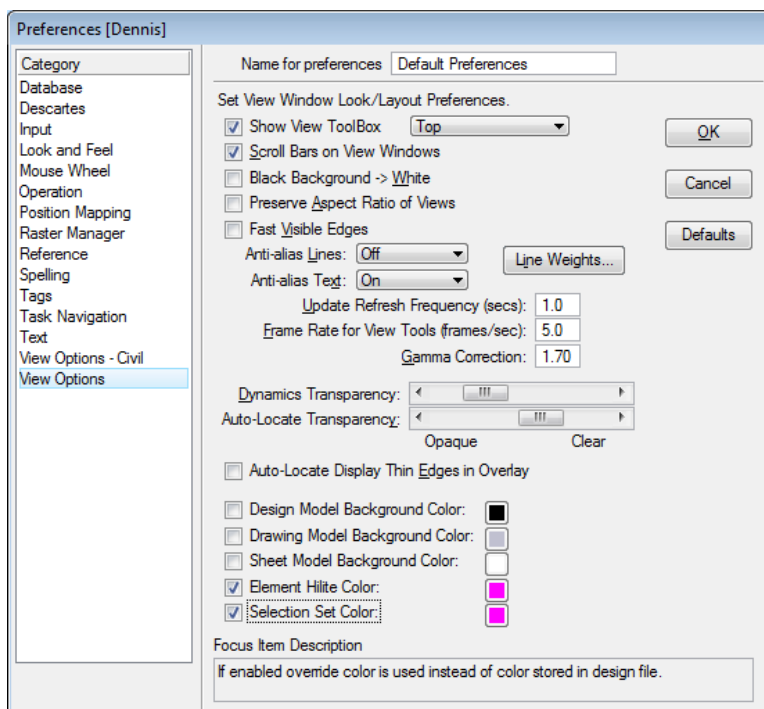 Preferences [Dennis]
Category
Database
Descartes
Input
Look and Feel
Mouse Wheel
Operation
Position Mapping
Raster Manager
Reference
Spelling
Tags
Task Navigation
Text
View Options - Civil
View Options
Name for preferences Default Preferences
Set View Window Look/Layout Preferences.
Show View ToolBox Top
Scroll Bars on View Windows
Black Background -> White
Preserve Aspect Ratio of Views
Fast Visible Edges
Anti-alias Lines: Off
Line Weights...
Anti-alias Text: On
Update Refresh Frequency (secs): 1.0
Frame Rate for View Tools (frames/sec): 5.0
Gamma Correction: 1.70
Dynamics Transparency:
Auto-Locate Transparency:
Opaque Clear
Auto-Locate Display Thin Edges in Overlay
Design Model Background Color:
Drawing Model Background Color:
Sheet Model Background Color:
Element Hilite Color:
Selection Set Color:
Focus Item Description
If enabled override color is used instead of color stored in design file.
OK
Cancel
Defaults